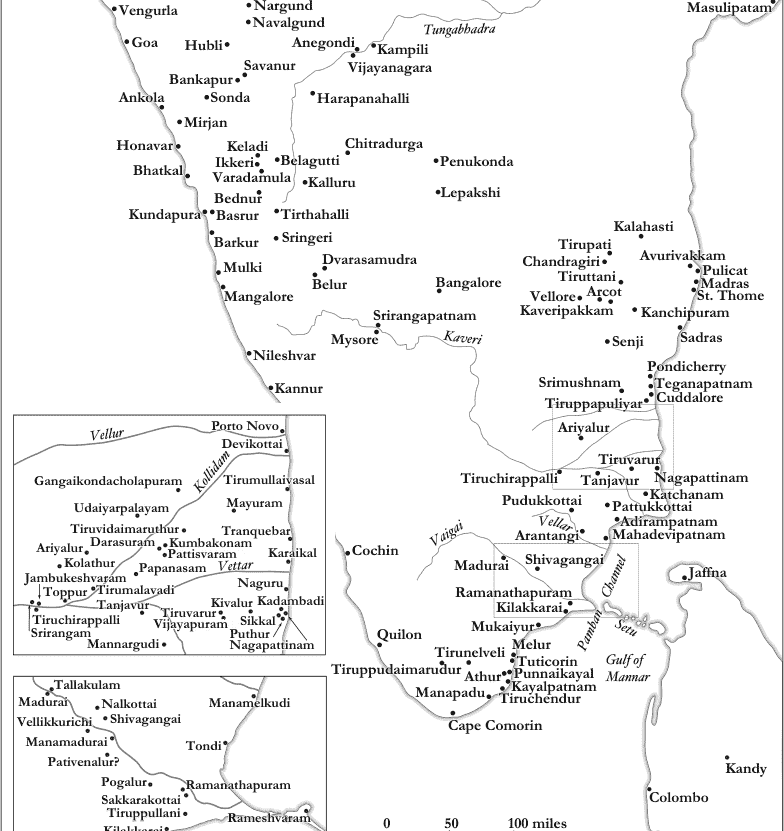 Vengurla
Nargund
Navalgund
Masulipatam
Goa
Hubli
Anegondi
Kampili
Tungabhadra
Vijayanagara
Savanur
Bankapur
Ankola
Sonda
Harapanahalli
Mirjan
Honavar
Keladi
Chitradurga
Ikkeri
Belagutti
Penukonda
Bhatkal
Varadamula
Kalluru
Bednur
Lepakshi
Kundapura
Basrur
Tirthahalli
Kalahasti
Barkur
Sringeri
Tirupati
Avurivakkam
Chandragiri
Dvarasamudra
Mulki
Pulicat
Belur
Tiruttani
Madras
Bangalore
Mangalore
Vellore
Arcot
St. Thome
Kaveripakkam
Kanchipuram
Srirangapatnam
Mysore
Kaveri
Senji
Sadras
Nileshvar
Pondicherry
Kannur
Srimushnam
Teganapatnam
Tiruppapuliyar
Cuddalore
Ariyalur
Tiruvarur
Tiruchirappalli
Tanjavur
Nagapattinam
Katchanam
Pudukkottai
Pattukkottai
Vellar
Adirampatnam
Arantangi
Mahadevipatnam
Vaigai
Cochin
Madurai
Shivagangai
Channel
Jaffna
Ramanathapuram
Kilakkarai
Pamban
Setu
Mukaiyur
Quilon
Melur
Tirunelveli
Tuticorin
Gulf of
Mannar
Tiruppudaimarudur
Athur
Punnaikayal
Kayalpatnam
Manapadu
Tiruchendur
Cape Comorin
Kandy
Colombo
0 50 100 miles
Porto Novo
Vellur
Devikottai
Kollidam
Gangaikondacholapuram
Tirumullaivasal
Udaiyarpalayam
Mayuram
Tiruvidaimaruthur
Tranquebar
Darasuram
Kumbakonam
Ariyalur
Pattisvaram
Karaikal
Kolathur
Papanasam
Vettar
Jambukeshvaram
Naguru
Toppur
Tirumalavadi
Tanjavur
Kivalur
Kadambadi
Tiruvarur
Tiruchirappalli
Vijayapuram
Sikkal
Srirangam
Puthur
Mannargudi
Nagapattinam
Tallakulam
Madurai
Nalkottai
Manamelkudi
Vellikkurichi
Shivagangai
Manamadurai
Tondi
Pativenalur?
Pogalur
Ramanathapuram
Sakkarakottai
Tiruppullani
Rameshvaram
Kilakkarai